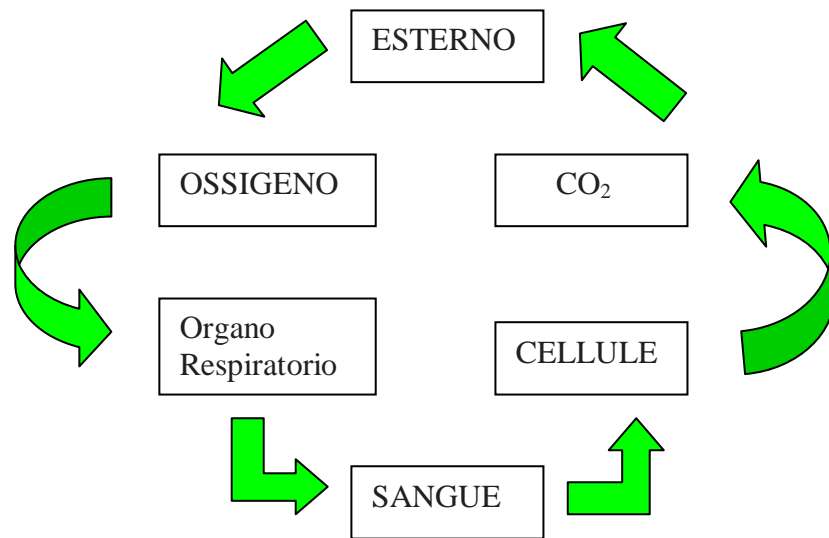 ESTERNO
OSSIGENO
CO₂
Organo
Respiratorio
CELLULE
SANGUE